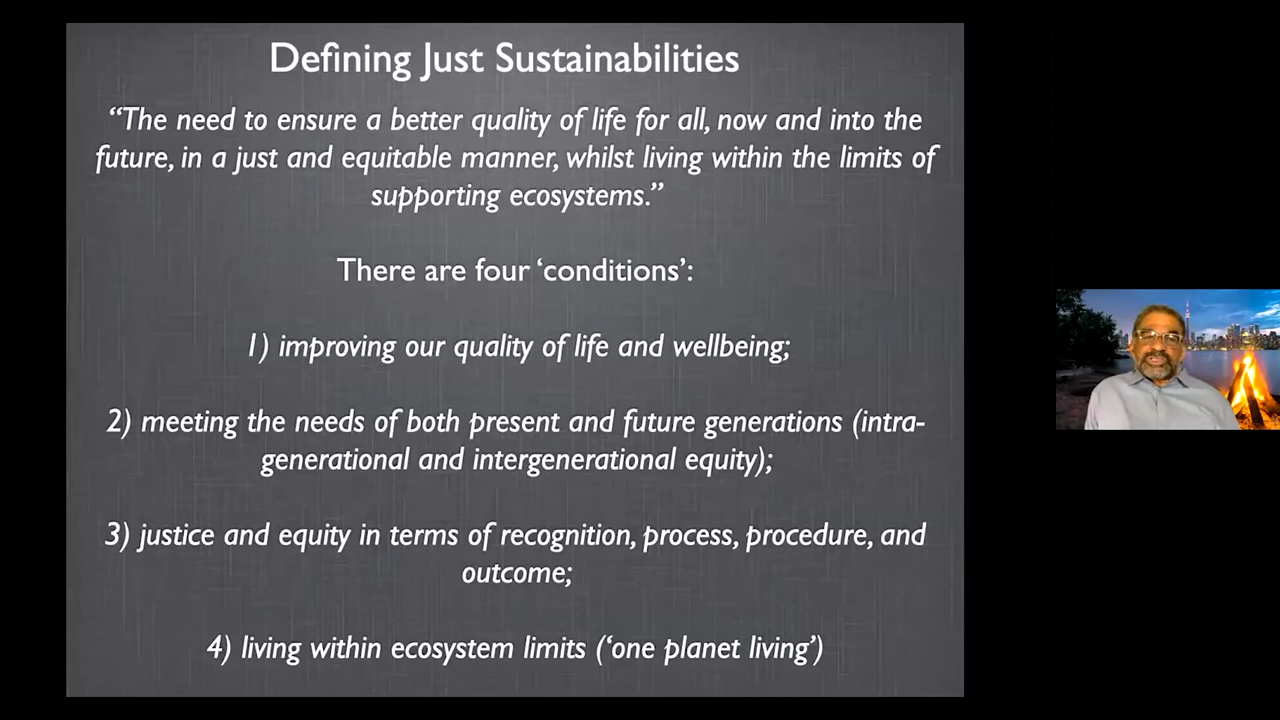 Defining Just Sustainabilities
“The need to ensure a better quality of life for all, now and into the
future, in a just and equitable manner, whilst living within the limits of
supporting ecosystems.”
There are four ‘conditions’:
1) improving our quality of life and wellbeing;
2) meeting the needs of both present and future generations (intra-
generational and intergenerational equity);
3) justice and equity in terms of recognition, process, procedure, and
outcome;
4) living within ecosystem limits (‘one planet living’)